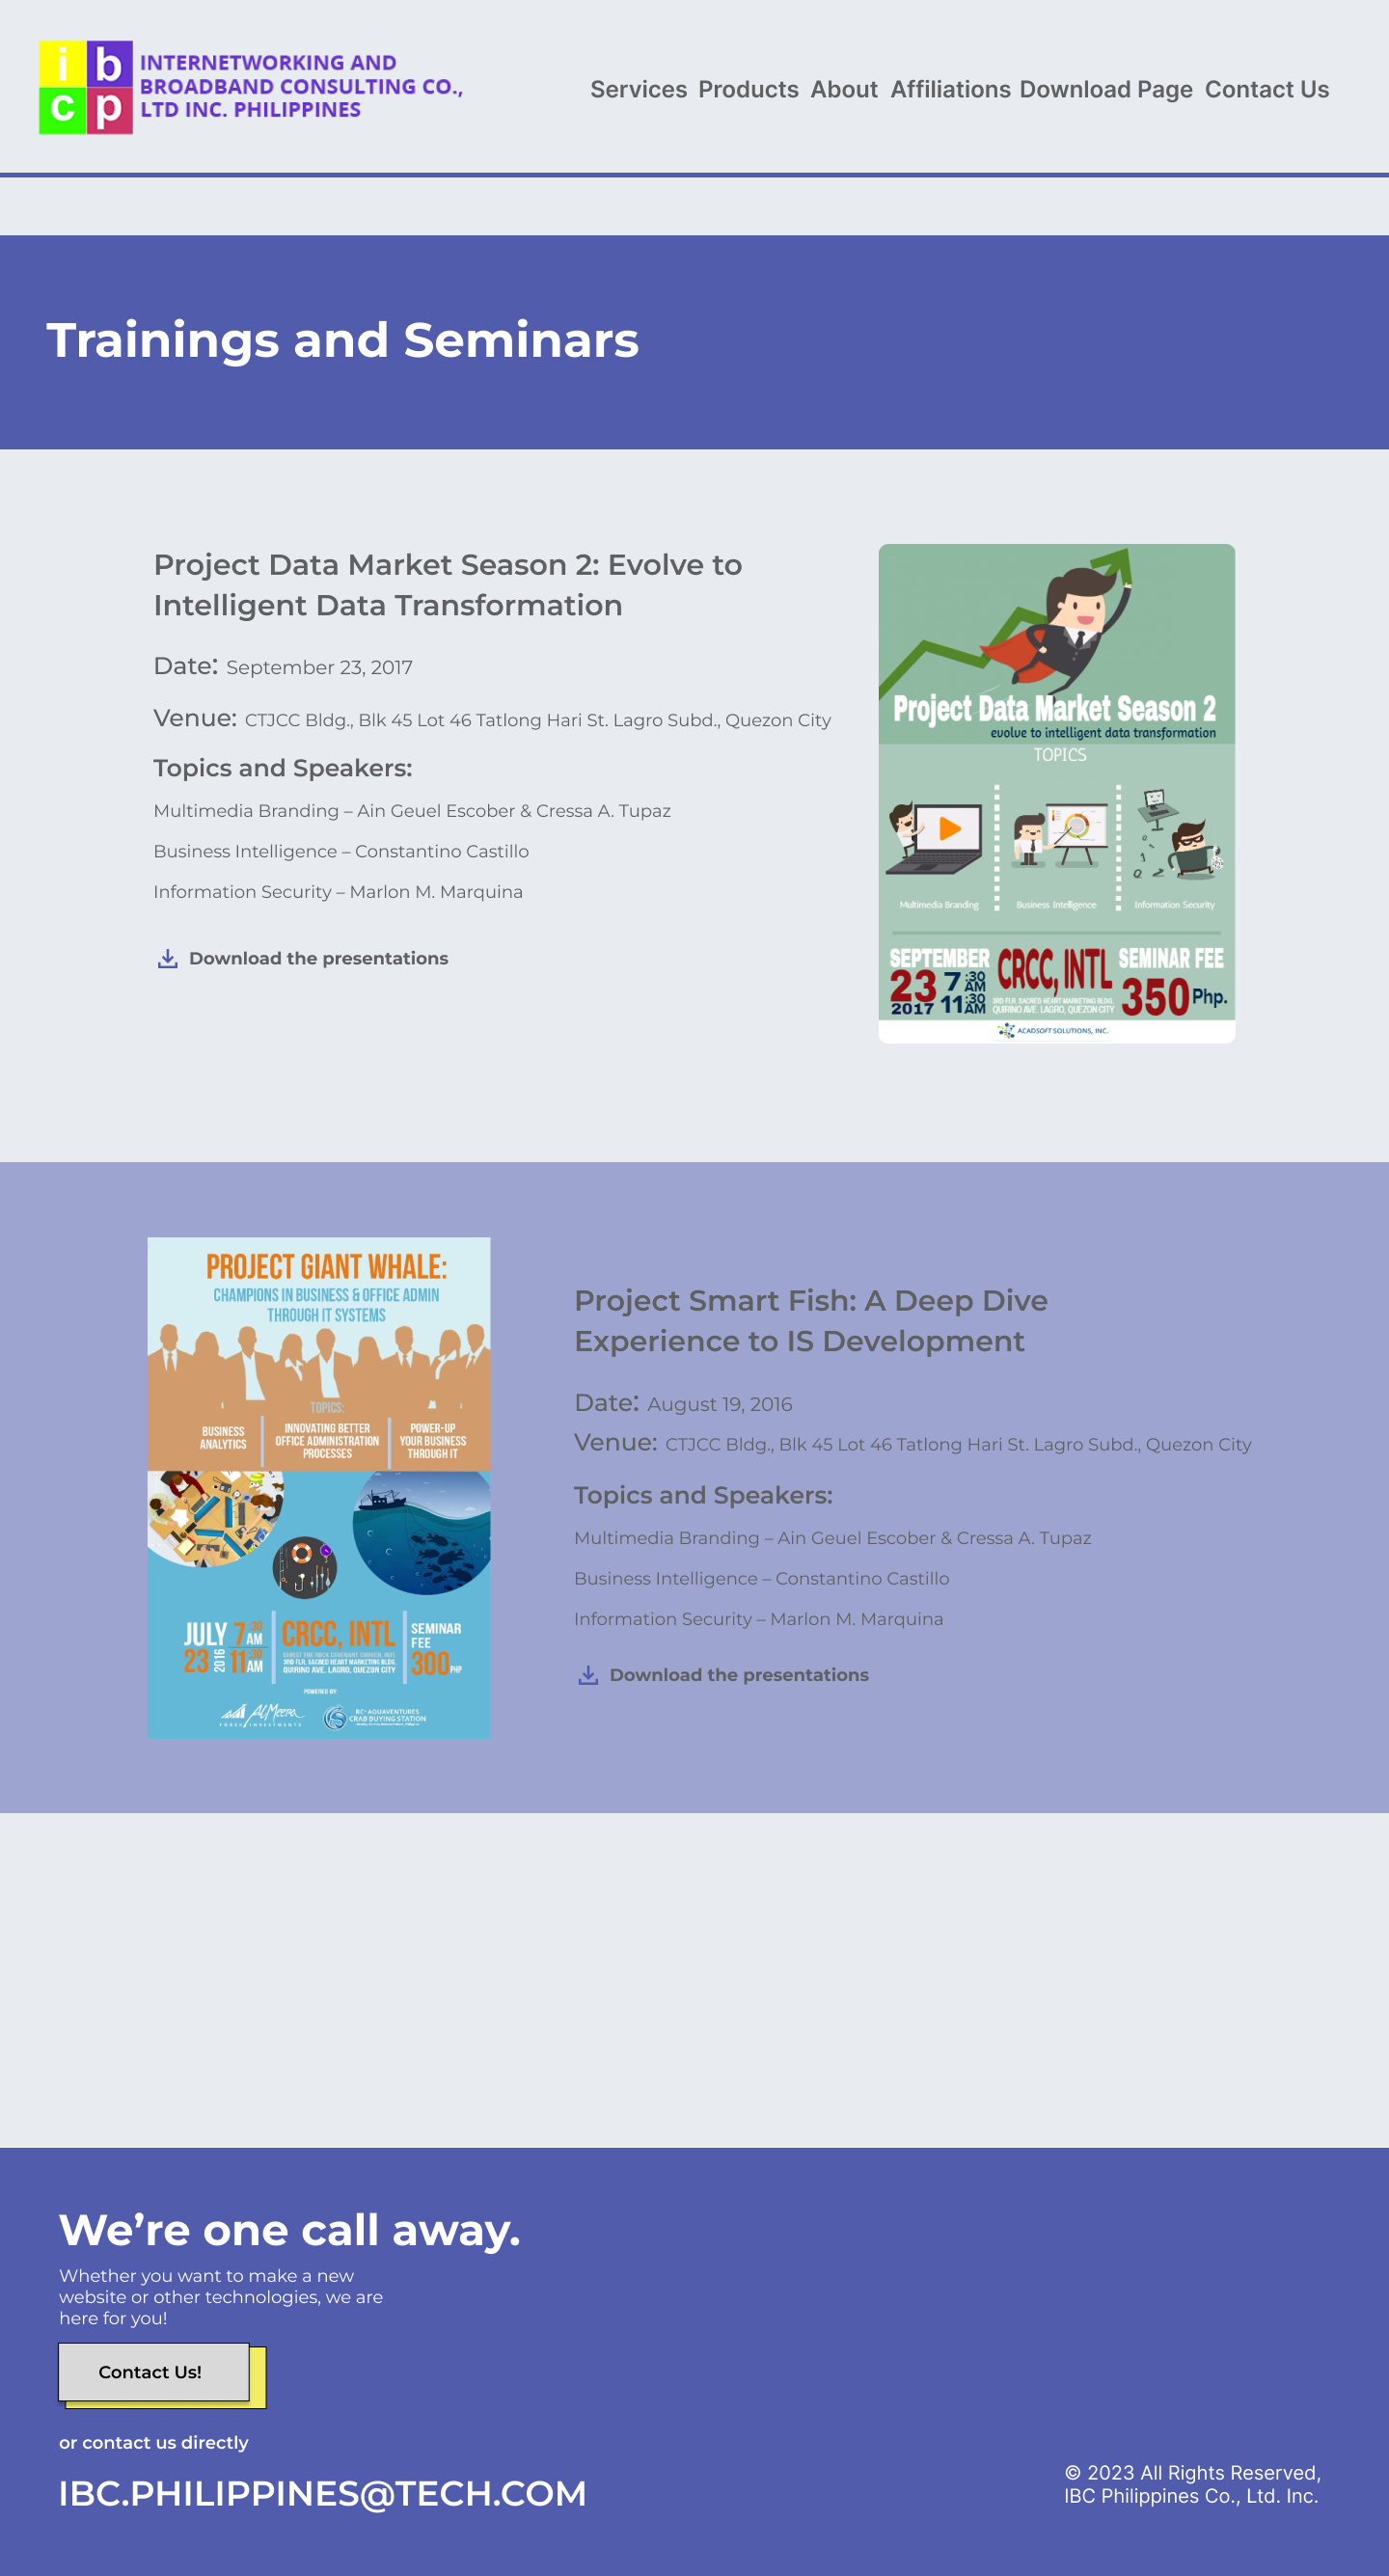 i b
c p
INTERNETWORKING AND
BROADBAND CONSULTING CO.,
LTD INC. PHILIPPINES
Services Products About Affiliations Download Page Contact Us
Trainings and Seminars
Project Data Market Season 2: Evolve to
Intelligent Data Transformation
Date: September 23, 2017
Venue: CTJCC Bldg., Blk 45 Lot 46 Tatlong Hari St. Lagro Subd., Quezon City
Topics and Speakers:
Multimedia Branding – Ain Geuel Escober & Cressa A. Tupaz
Business Intelligence – Constantino Castillo
Information Security – Marlon M. Marquina
Download the presentations
Project Data Market Season 2
evolve to intelligent data transformation
TOPICS
Multimedia Branding Business Intelligence Information Security
SEPTEMBER
23
2017
7:30 AM
11:30 AM
CRCC, INTL
3RD FLR. SACRED HEART MARKETING BLDG.
QUIRINO AVE. LAGRO, QUEZON CITY
SEMINAR FEE
350 Php.
ACADSOFT SOLUTIONS, INC.
PROJECT GIANT WHALE:
CHAMPIONS IN BUSINESS & OFFICE ADMIN
THROUGH IT SYSTEMS
TOPICS:
BUSINESS
ANALYTICS
INNOVATING BETTER
OFFICE ADMINISTRATION
PROCESSES
POWER-UP
YOUR BUSINESS
THROUGH IT
JULY
23
2016
7:30 AM
11:30 AM
CRCC, INTL
CHRIST THE ROCK COVENANT CHURCH, INTL
3RD FLR. SACRED HEART MARKETING BLDG.
QUIRINO AVE. LAGRO, QUEZON CITY
SEMINAR
FEE
300 PHP
POWERED BY:
FOREX INVESTMENTS
RC AQUAVENTURES
CRAB BUYING STATION
Project Smart Fish: A Deep Dive
Experience to IS Development
Date: August 19, 2016
Venue: CTJCC Bldg., Blk 45 Lot 46 Tatlong Hari St. Lagro Subd., Quezon City
Topics and Speakers:
Multimedia Branding – Ain Geuel Escober & Cressa A. Tupaz
Business Intelligence – Constantino Castillo
Information Security – Marlon M. Marquina
Download the presentations
We’re one call away.
Whether you want to make a new
website or other technologies, we are
here for you!
Contact Us!
or contact us directly
IBC.PHILIPPINES@TECH.COM
© 2023 All Rights Reserved,
IBC Philippines Co., Ltd. Inc.